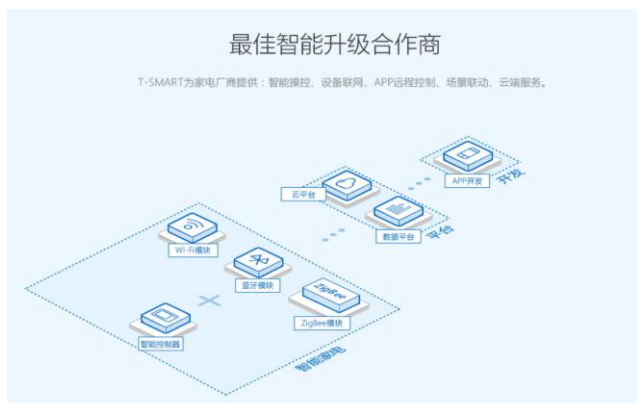 最佳智能升级合作商
T-SMART为家电厂商提供：智能操控、设备联网、APP远程控制、场景联动、云端服务。
APP开发
开发
云平台
数据平台
平台
Wi-Fi模块
蓝牙模块
ZigBee
ZigBee模块
智能控制器
智能家电